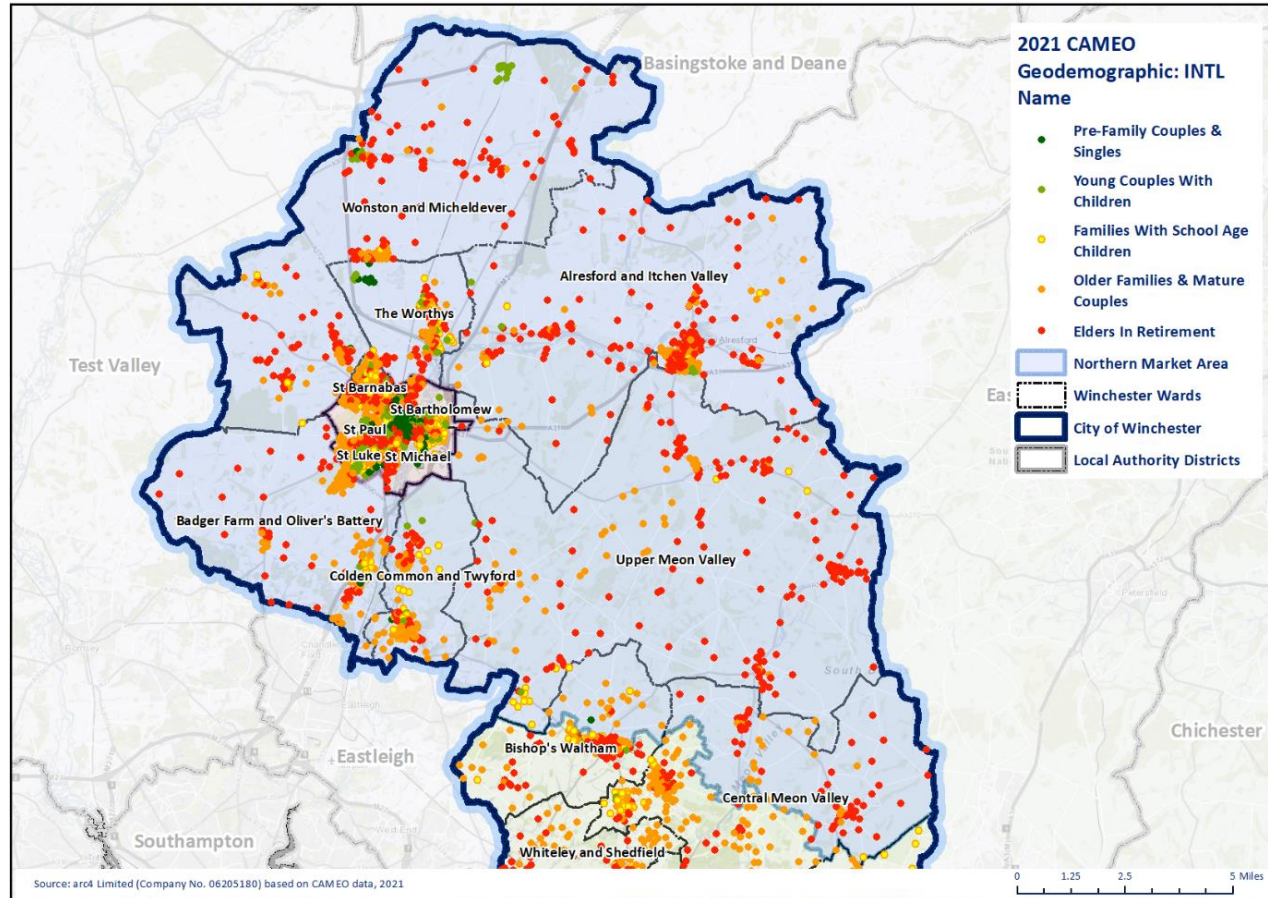 2021 CAMEO
Geodemographic: INTL
Name
Pre-Family Couples &
Singles
Young Couples With
Children
Families With School Age
Children
Older Families & Mature
Couples
Elders In Retirement
Northern Market Area
Winchester Wards
City of Winchester
Local Authority Districts
Basingstoke and Deane
Wonston and Micheldever
Alresford and Itchen Valley
The Worthys
Test Valley
Alresford
St Barnabas
St Bartholomew
St Paul
St Luke
St Michael
Badger Farm and Oliver's Battery
Upper Meon Valley
Colden Common and Twyford
Petersfield
Romsey
Eastleigh
Eastleigh
Chichester
Bishop's Waltham
Central Meon Valley
Southampton
West End
Whiteley and Shedfield
Source: arc4 Limited (Company No. 06205180) based on CAMEO data, 2021
0 1.25 2.5 5 Miles